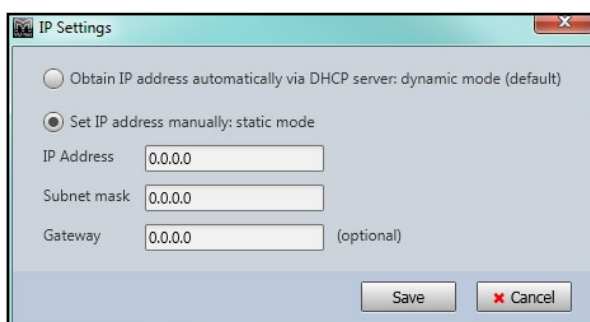 IP Settings
Obtain IP address automatically via DHCP server: dynamic mode (default)
Set IP address manually: static mode
IP Address 0.0.0.0
Subnet mask 0.0.0.0
Gateway 0.0.0.0 (optional)
Save Cancel